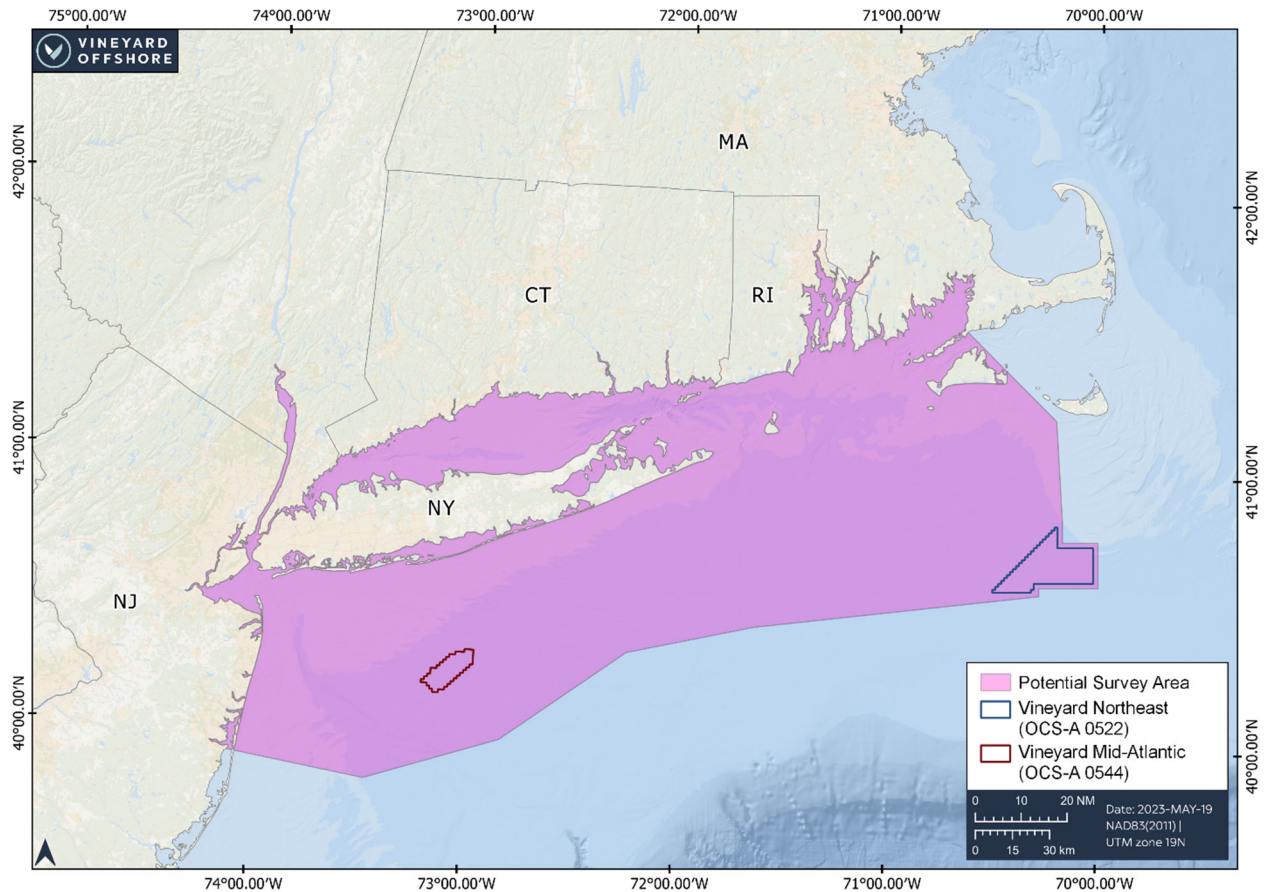 75°00.00'W 74°00.00'W 73°00.00'W 72°00.00'W 71°00.00'W 70°00.00'W
VINEYARD
OFFSHORE
MA
42°00.00'N
42°00.00'N
CT
RI
41°00.00'N
41°00.00'N
NY
NJ
40°00.00'N
40°00.00'N
Potential Survey Area
Vineyard Northeast
(OCS-A 0522)
Vineyard Mid-Atlantic
(OCS-A 0544)
0 10 20 NM
0 15 30 km
Date: 2023-MAY-19
NAD83(2011) |
UTM zone 19N
74°00.00'W 73°00.00'W 72°00.00'W 71°00.00'W 70°00.00'W